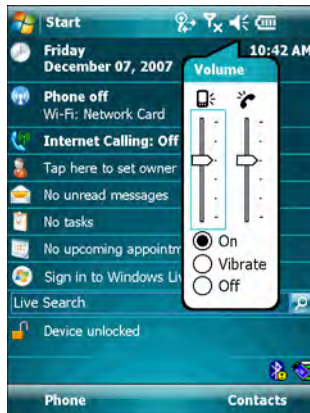 Start
Friday
December 07, 2007
10:42 AM
Volume
Phone off
Wi-Fi: Network Card
Internet Calling: Off
Tap here to set owner
No unread messages
No tasks
No upcoming
Sign in to Windows
On
Vibrate
Off
Live Search
Device unlocked
Phone
Contacts